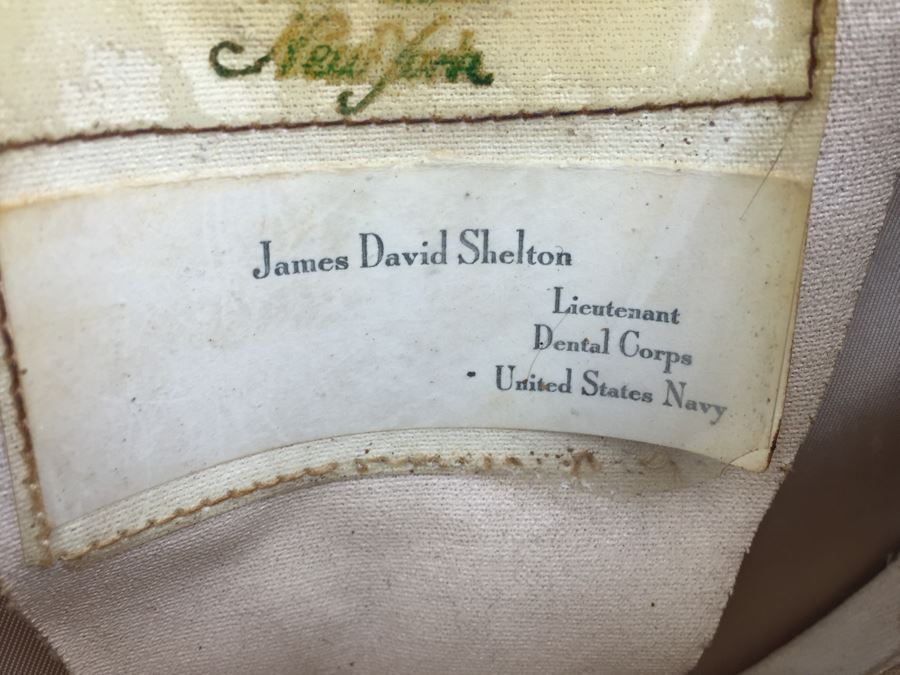 New York
James David Shelton
Lieutenant
Dental Corps
United States Navy